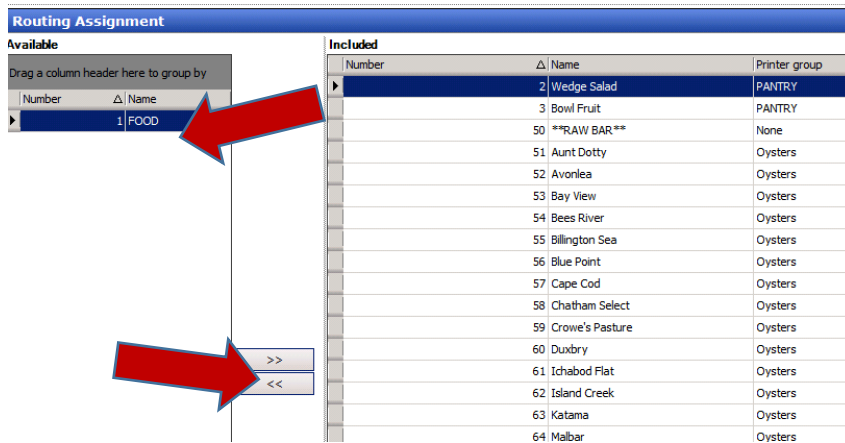 Routing Assignment
Available
Included
Drag a column header here to group by
Number Name
1 FOOD
>>
<<
Number Name Printer group
2 Wedge Salad PANTRY
3 Bowl Fruit PANTRY
50 **RAW BAR** None
51 Aunt Dotty Oysters
52 Avonlea Oysters
53 Bay View Oysters
54 Bees River Oysters
55 Billington Sea Oysters
56 Blue Point Oysters
57 Cape Cod Oysters
58 Chatham Select Oysters
59 Crowe's Pasture Oysters
60 Duxbry Oysters
61 Ichabod Flat Oysters
62 Island Creek Oysters
63 Katama Oysters
64 Malbar Oysters